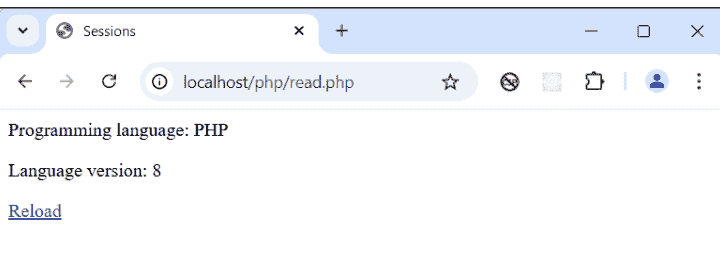 Sessions
localhost/php/read.php
Programming language: PHP
Language version: 8
Reload